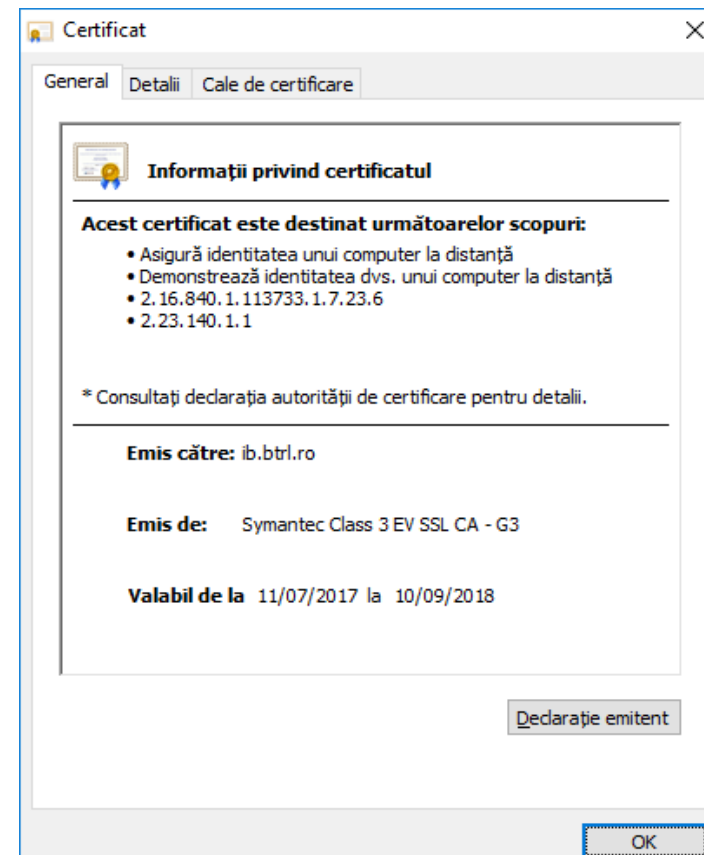 Certificat
General Detalii Cale de certificare
Informații privind certificatul
Acest certificat este destinat următoarelor scopuri:
• Asigură identitatea unui computer la distanță
• Demonstrează identitatea dvs. unui computer la distanță
• 2.16.840.1.113733.1.7.23.6
• 2.23.140.1.1
* Consultați declarația autorității de certificare pentru detalii.
Emis către: ib.btrl.ro
Emis de: Symantec Class 3 EV SSL CA - G3
Valabil de la 11/07/2017 la 10/09/2018
Declarație emitent
OK